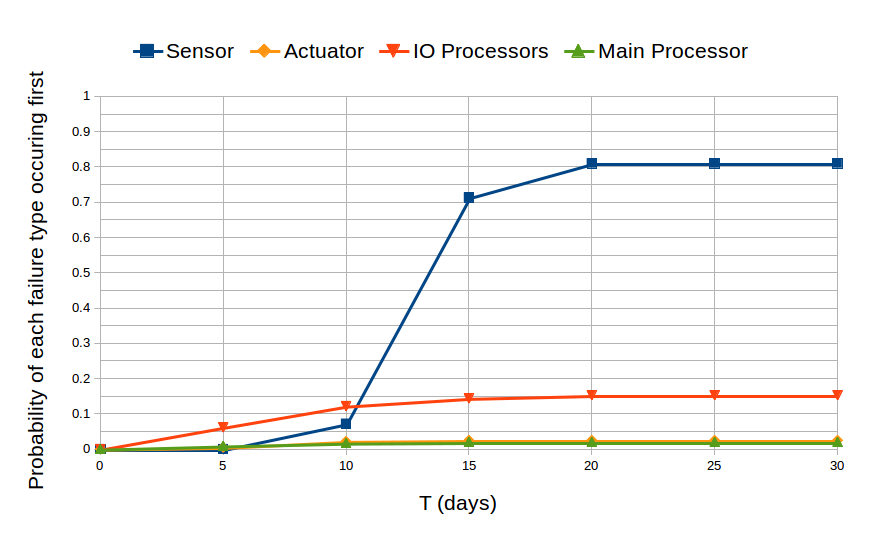 Sensor Actuator IO Processors Main Processor
Probability of each failure type occuring first
1
0.9
0.8
0.7
0.6
0.5
0.4
0.3
0.2
0.1
0
0 5 10 15 20 25 30
T (days)